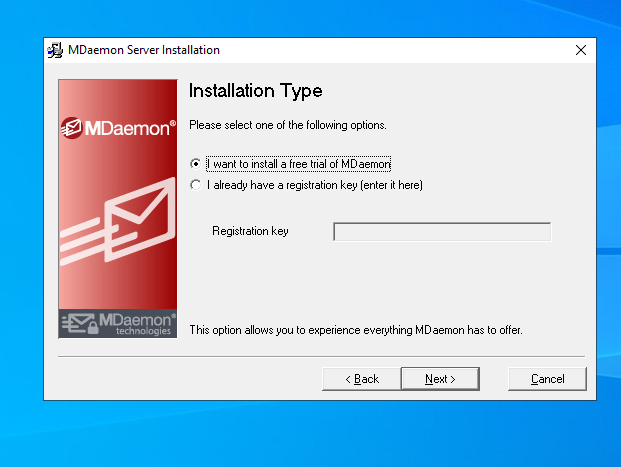 MDaemon Server Installation
MDaemon®
Installation Type
Please select one of the following options.
I want to install a free trial of MDaemon
I already have a registration key (enter it here)
Registration key
MDaemon®
technologies
This option allows you to experience everything MDaemon has to offer.
< Back
Next >
Cancel